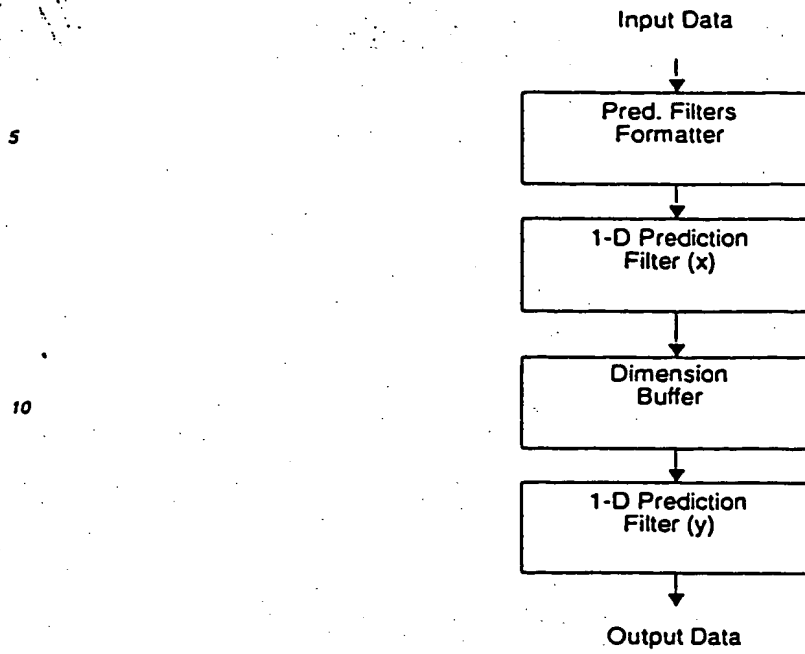 Input Data
Pred. Filters
Formatter
5
1-D Prediction
Filter (x)
Dimension
Buffer
10
1-D Prediction
Filter (y)
Output Data